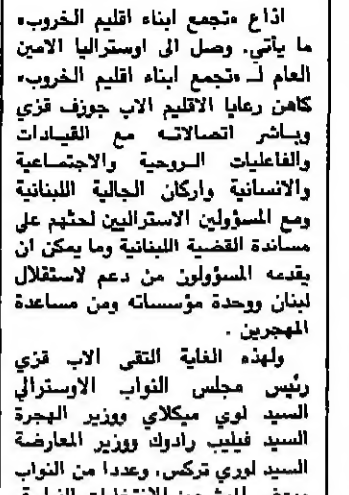 اذاع «تجمع ابناء اقليم الخروب»
ما يأتي. وصل الى اوستراليا الامين
العام لـ «تجمع ابناء اقليم الخروب»
كاهن رعايا الاقليم الاب جوزف قزي
وباشر اتصالاته مع القيادات
والفاعليات الروحية والاجتماعية
والانسانية واركان الجالية اللبنانية
ومع المسؤولين الاستراليين لحثهم على
مساندة القضية اللبنانية وما يمكن ان
يقدمه المسؤولون من دعم لاستقلال
لبنان ووحدة مؤسساته ومن مساعدة
المهجرين .
ولهذه الغاية التقى الاب قزي
رئيس مجلس النواب الاوسترالي
السيد لوي ميكلاي ووزير الهجرة
السيد فيليب رادوك ووزير المعارضة
السيد لوري تركس، وعددا من النواب